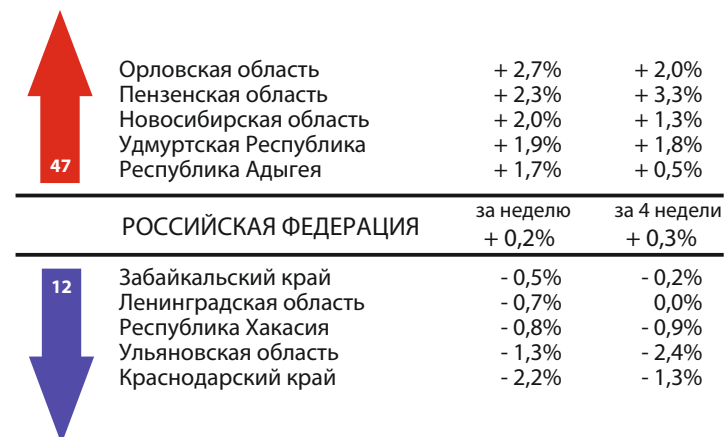 Орловская область + 2,7% + 2,0%
Пензенская область + 2,3% + 3,3%
Новосибирская область + 2,0% + 1,3%
Удмуртская Республика + 1,9% + 1,8%
47 Республика Адыгея + 1,7% + 0,5%
за неделю за 4 недели
РОССИЙСКАЯ ФЕДЕРАЦИЯ + 0,2% + 0,3%
12 Забайкальский край - 0,5% - 0,2%
Ленинградская область - 0,7% 0,0%
Республика Хакасия - 0,8% - 0,9%
Ульяновская область - 1,3% - 2,4%
Краснодарский край - 2,2% - 1,3%